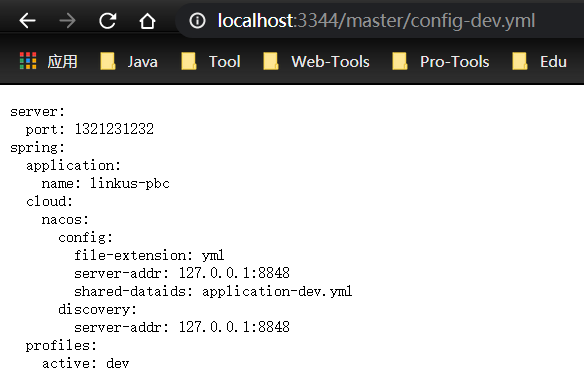 localhost:3344/master/config-dev.yml
应用 Java Tool Web-Tools Pro-Tools Edu
server:
  port: 1321231232
spring:
  application:
    name: linkus-pbc
  cloud:
    nacos:
      config:
        file-extension: yml
        server-addr: 127.0.0.1:8848
        shared-dataids: application-dev.yml
      discovery:
        server-addr: 127.0.0.1:8848
  profiles:
    active: dev